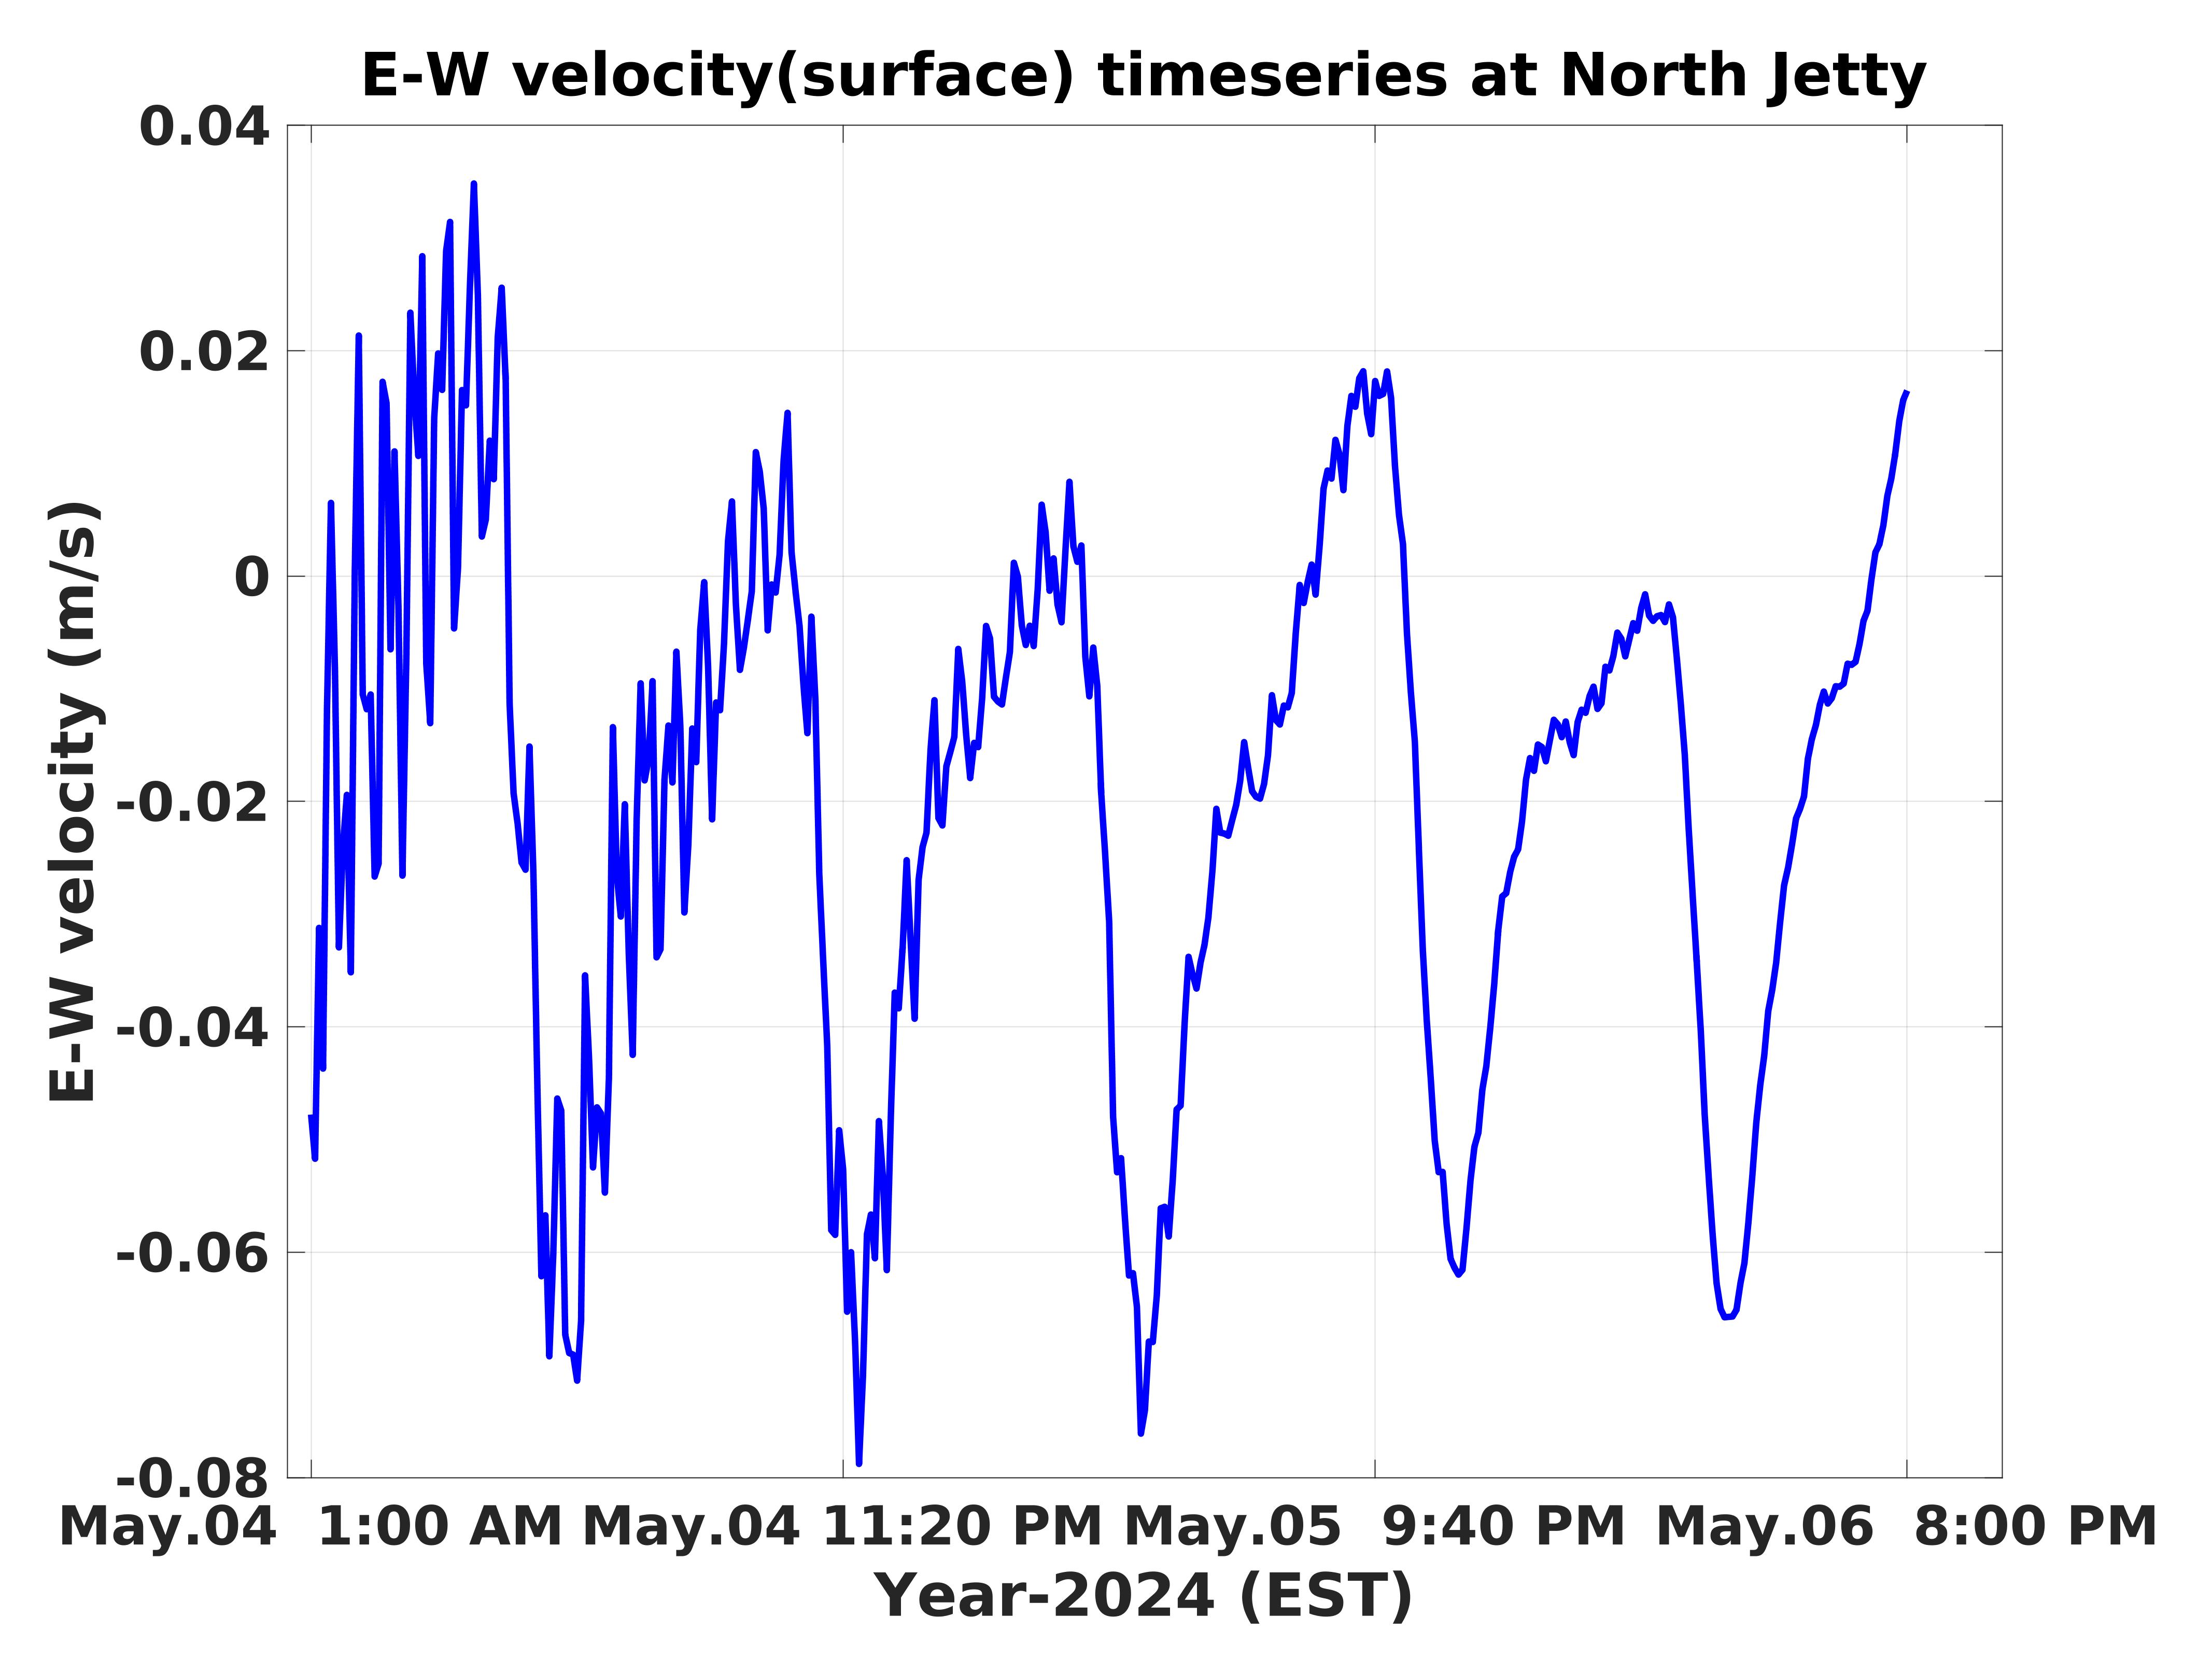 E-W velocity(surface) timeseries at North Jetty
0.04
0.02
0
-0.02
-0.04
-0.06
-0.08
E-W velocity (m/s)
May.04 1:00 AM May.04 11:20 PM May.05 9:40 PM May.06 8:00 PM
Year-2024 (EST)